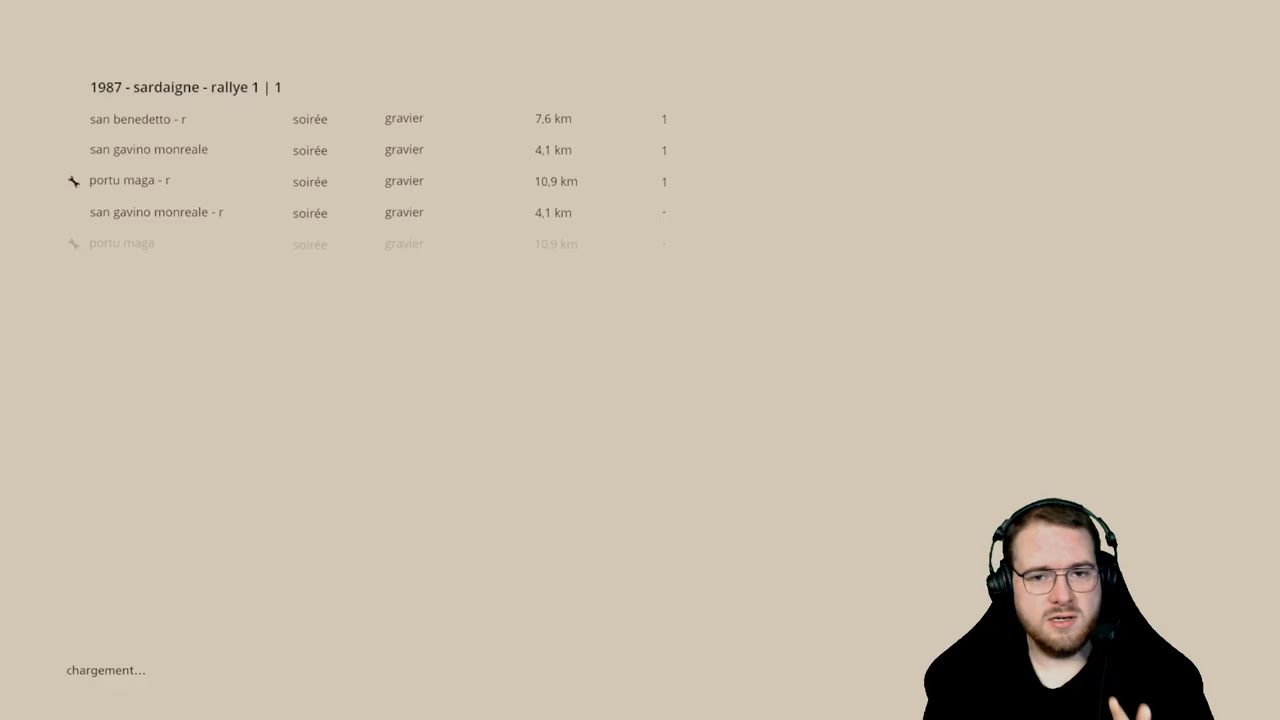 1987 - sardaigne - rallye 1 | 1
san benedetto - r soirée gravier 7,6 km 1
san gavino monreale soirée gravier 4,1 km 1
portu maga - r soirée gravier 10,9 km 1
san gavino monreale - r soirée gravier 4,1 km -
portu maga soirée gravier 10,9 km -
chargement...